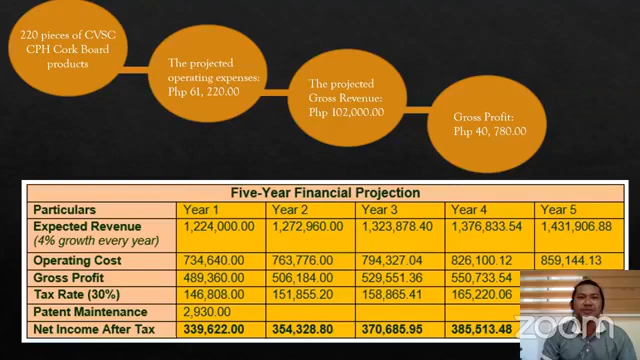 220 pieces of CVSC
CPH Cork Board
products
The projected
operating expenses:
Php 61, 220.00
The projected
Gross Revenue:
Php 102,000.00
Gross Profit:
Php 40, 780.00
Five-Year Financial Projection
Particulars Year 1 Year 2 Year 3 Year 4 Year 5
Expected Revenue 1,224,000.00 1,272,960.00 1,323,878.40 1,376,833.54 1,431,906.88
(4% growth every year)
Operating Cost 734,640.00 763,776.00 794,327.04 826,100.12 859,144.13
Gross Profit 489,360.00 506,184.00 529,551.36 550,733.54
Tax Rate (30%) 146,808.00 151,855.20 158,865.41 165,220.06
Patent Maintenance 2,930.00
Net Income After Tax 339,622.00 354,328.80 370,685.95 385,513.48
zoom